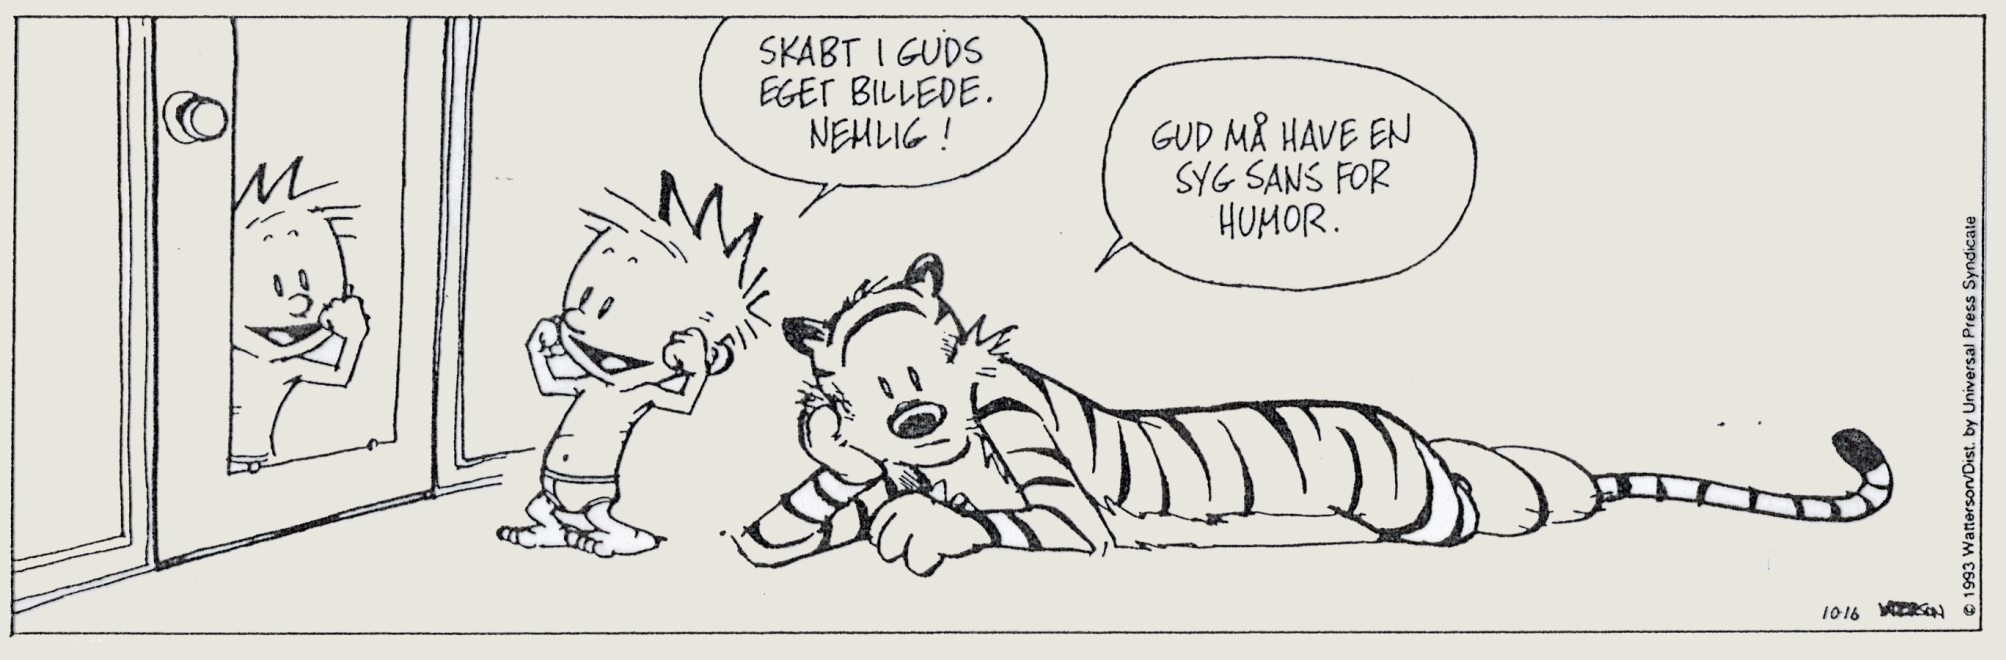 SKABT I GUDS
EGET BILLEDE.
NEMLIG!
GUD MÅ HAVE EN
SYG SANS FOR
HUMOR.
© 1993 Watterson/Dist. by Universal Press Syndicate
10-16 WATTERSON